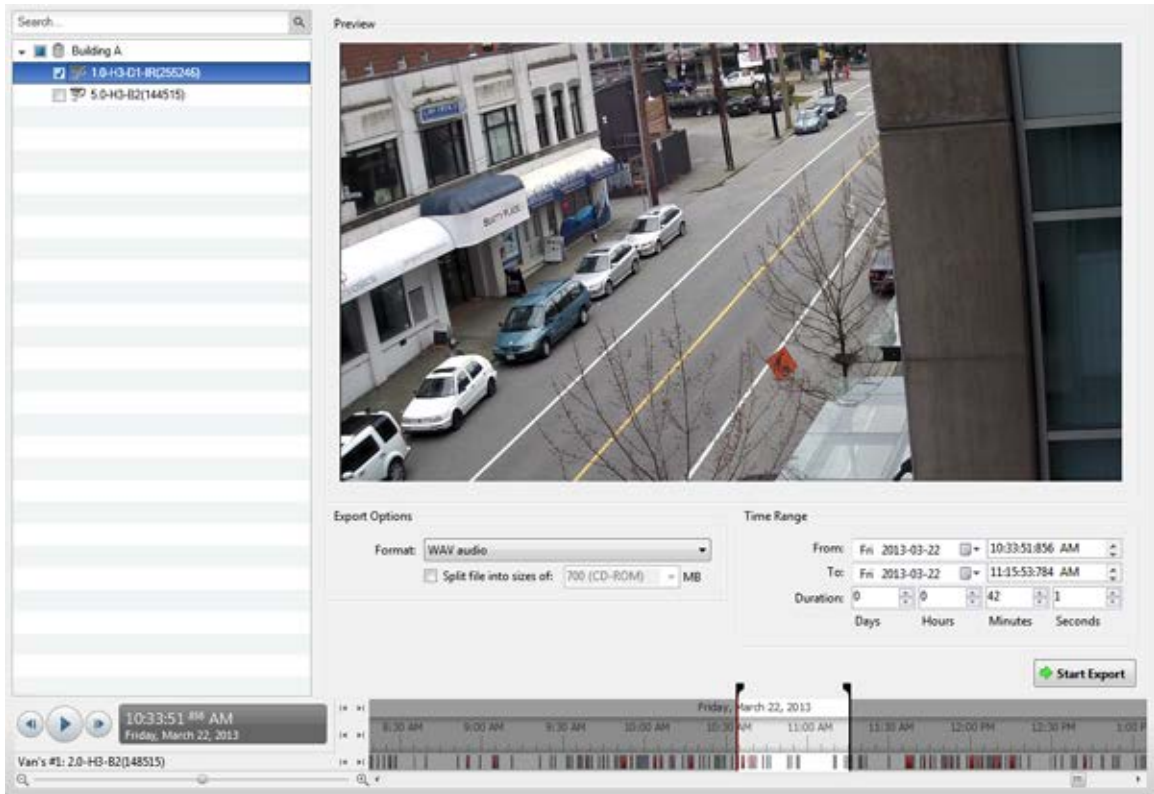 Search...
Building A
1.0-H3-D1-IR(255246)
5.0-H3-B2(144515)
Preview
BEATTY PLACE
Export Options
Format: WAV audio
Split file into sizes of: 700 (CD-ROM) MB
Time Range
From: Fri 2013-03-22 10:33:51:856 AM
To: Fri 2013-03-22 11:15:53:784 AM
Duration: 0 0 42 1
Days Hours Minutes Seconds
Start Export
10:33:51 856 AM
Friday, March 22, 2013
Friday, March 22, 2013
8:30 AM 9:00 AM 9:30 AM 10:00 AM 10:30 AM 11:00 AM 11:30 AM 12:00 PM 12:30 PM 1:00 P
Van's #1: 2.0-H3-B2(148515)